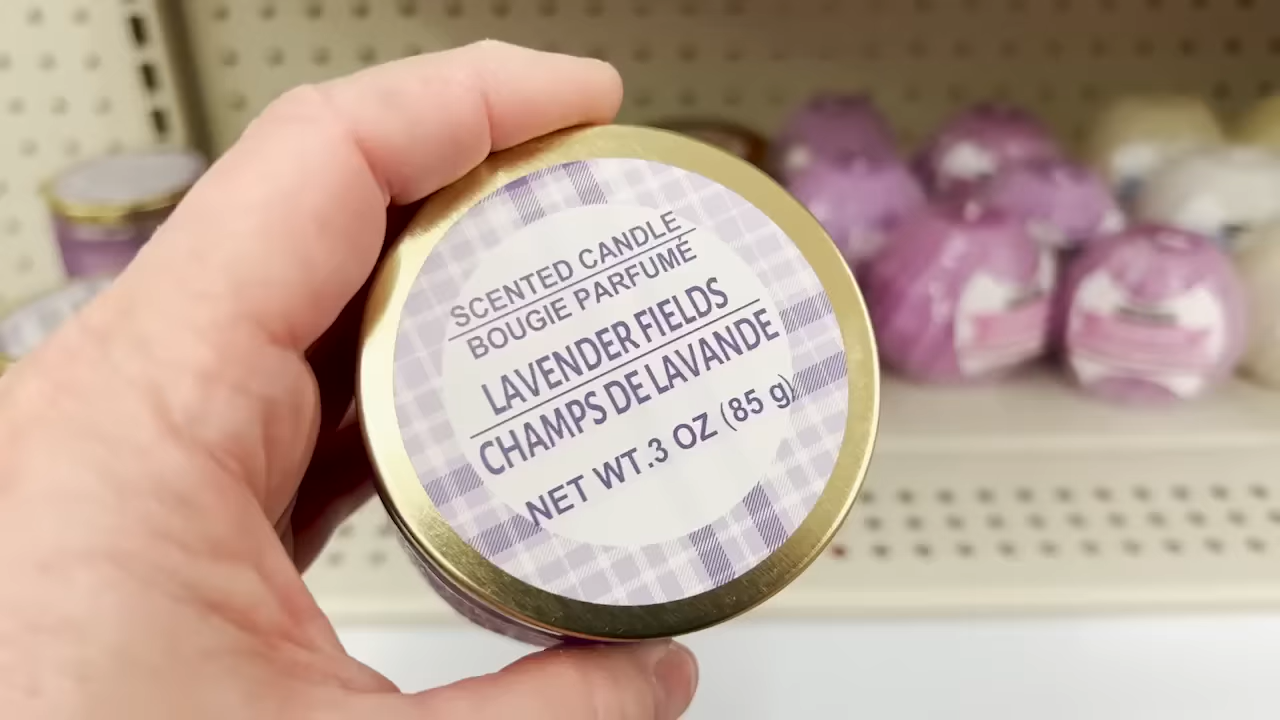 SCENTED CANDLE
BOUGIE PARFUMÉ
LAVENDER FIELDS
CHAMPS DE LAVANDE
NET WT.3 OZ (85 g)